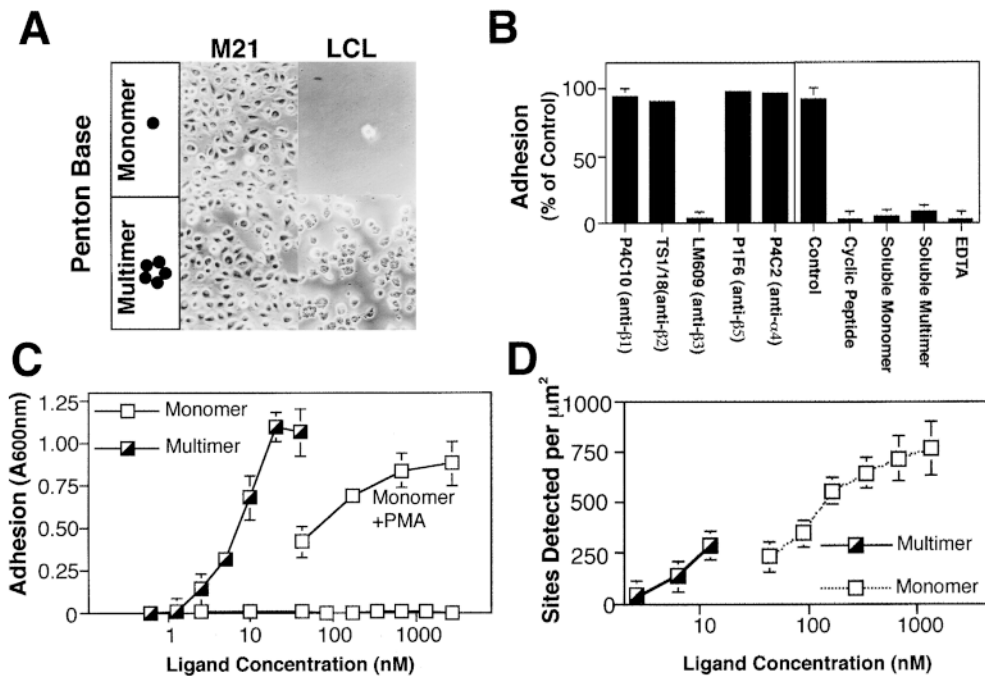 A
M21 LCL
Penton Base
Monomer
Multimer
B
Adhesion
(% of Control)
100
50
0
P4C10 (anti-β1)
TS1/18(anti-β2)
LM609 (anti-β3)
P1F6 (anti-β5)
P4C2 (anti-α4)
Control
Cyclic Peptide
Soluble Monomer
Soluble Multimer
EDTA
C
Adhesion (A600nm)
1.25
1.00
0.75
0.50
0.25
0
Monomer
Multimer
Monomer
+PMA
1 10 100 1000
Ligand Concentration (nM)
D
Sites Detected per μm²
1000
750
500
250
0
Multimer
Monomer
10 100 1000
Ligand Concentration (nM)